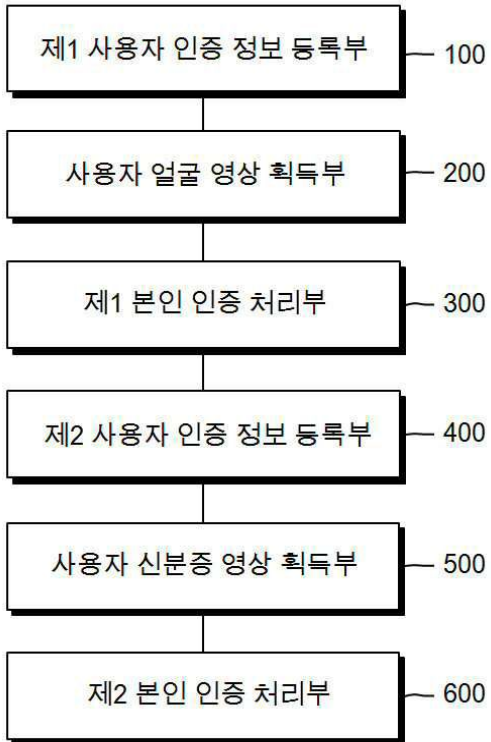 제1 사용자 인증 정보 등록부 100
사용자 얼굴 영상 획득부 200
제1 본인 인증 처리부 300
제2 사용자 인증 정보 등록부 400
사용자 신분증 영상 획득부 500
제2 본인 인증 처리부 600